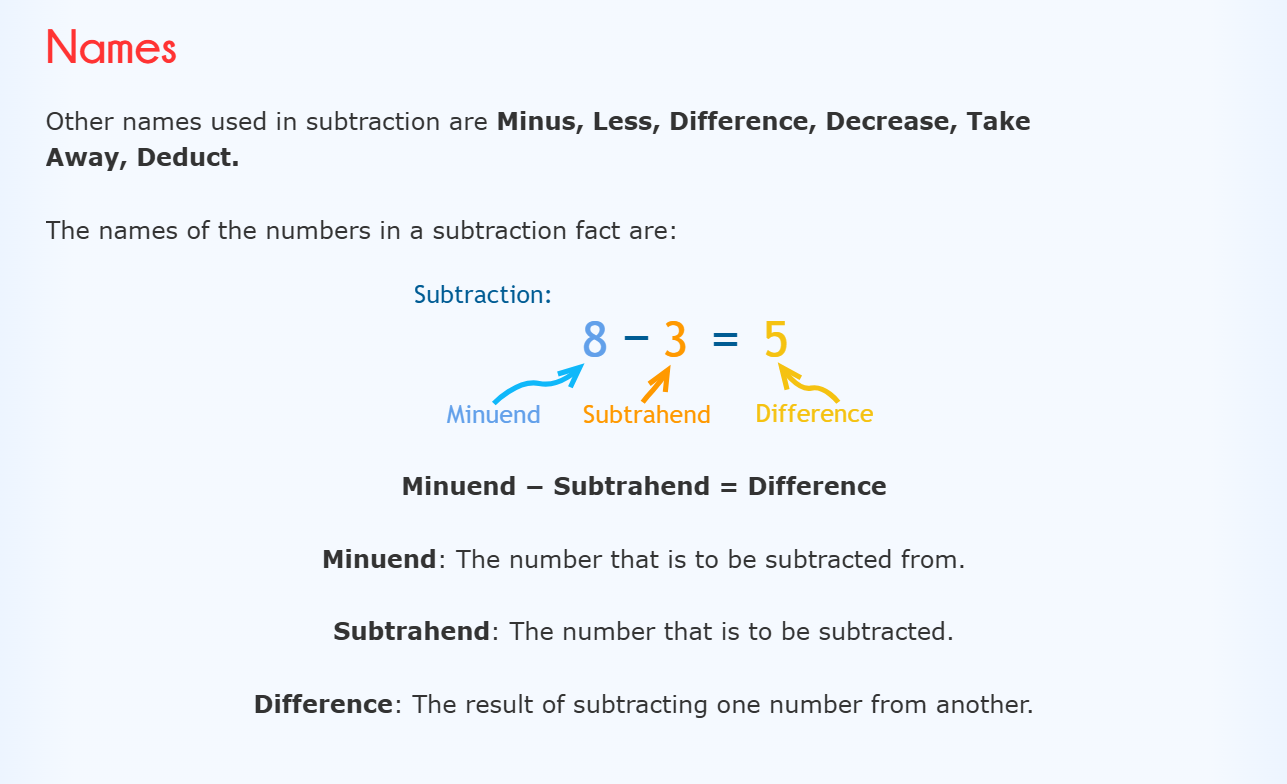 Names
Other names used in subtraction are Minus, Less, Difference, Decrease, Take
Away, Deduct.
The names of the numbers in a subtraction fact are:
Subtraction:
8 − 3 = 5
Minuend Subtrahend Difference
Minuend − Subtrahend = Difference
Minuend: The number that is to be subtracted from.
Subtrahend: The number that is to be subtracted.
Difference: The result of subtracting one number from another.